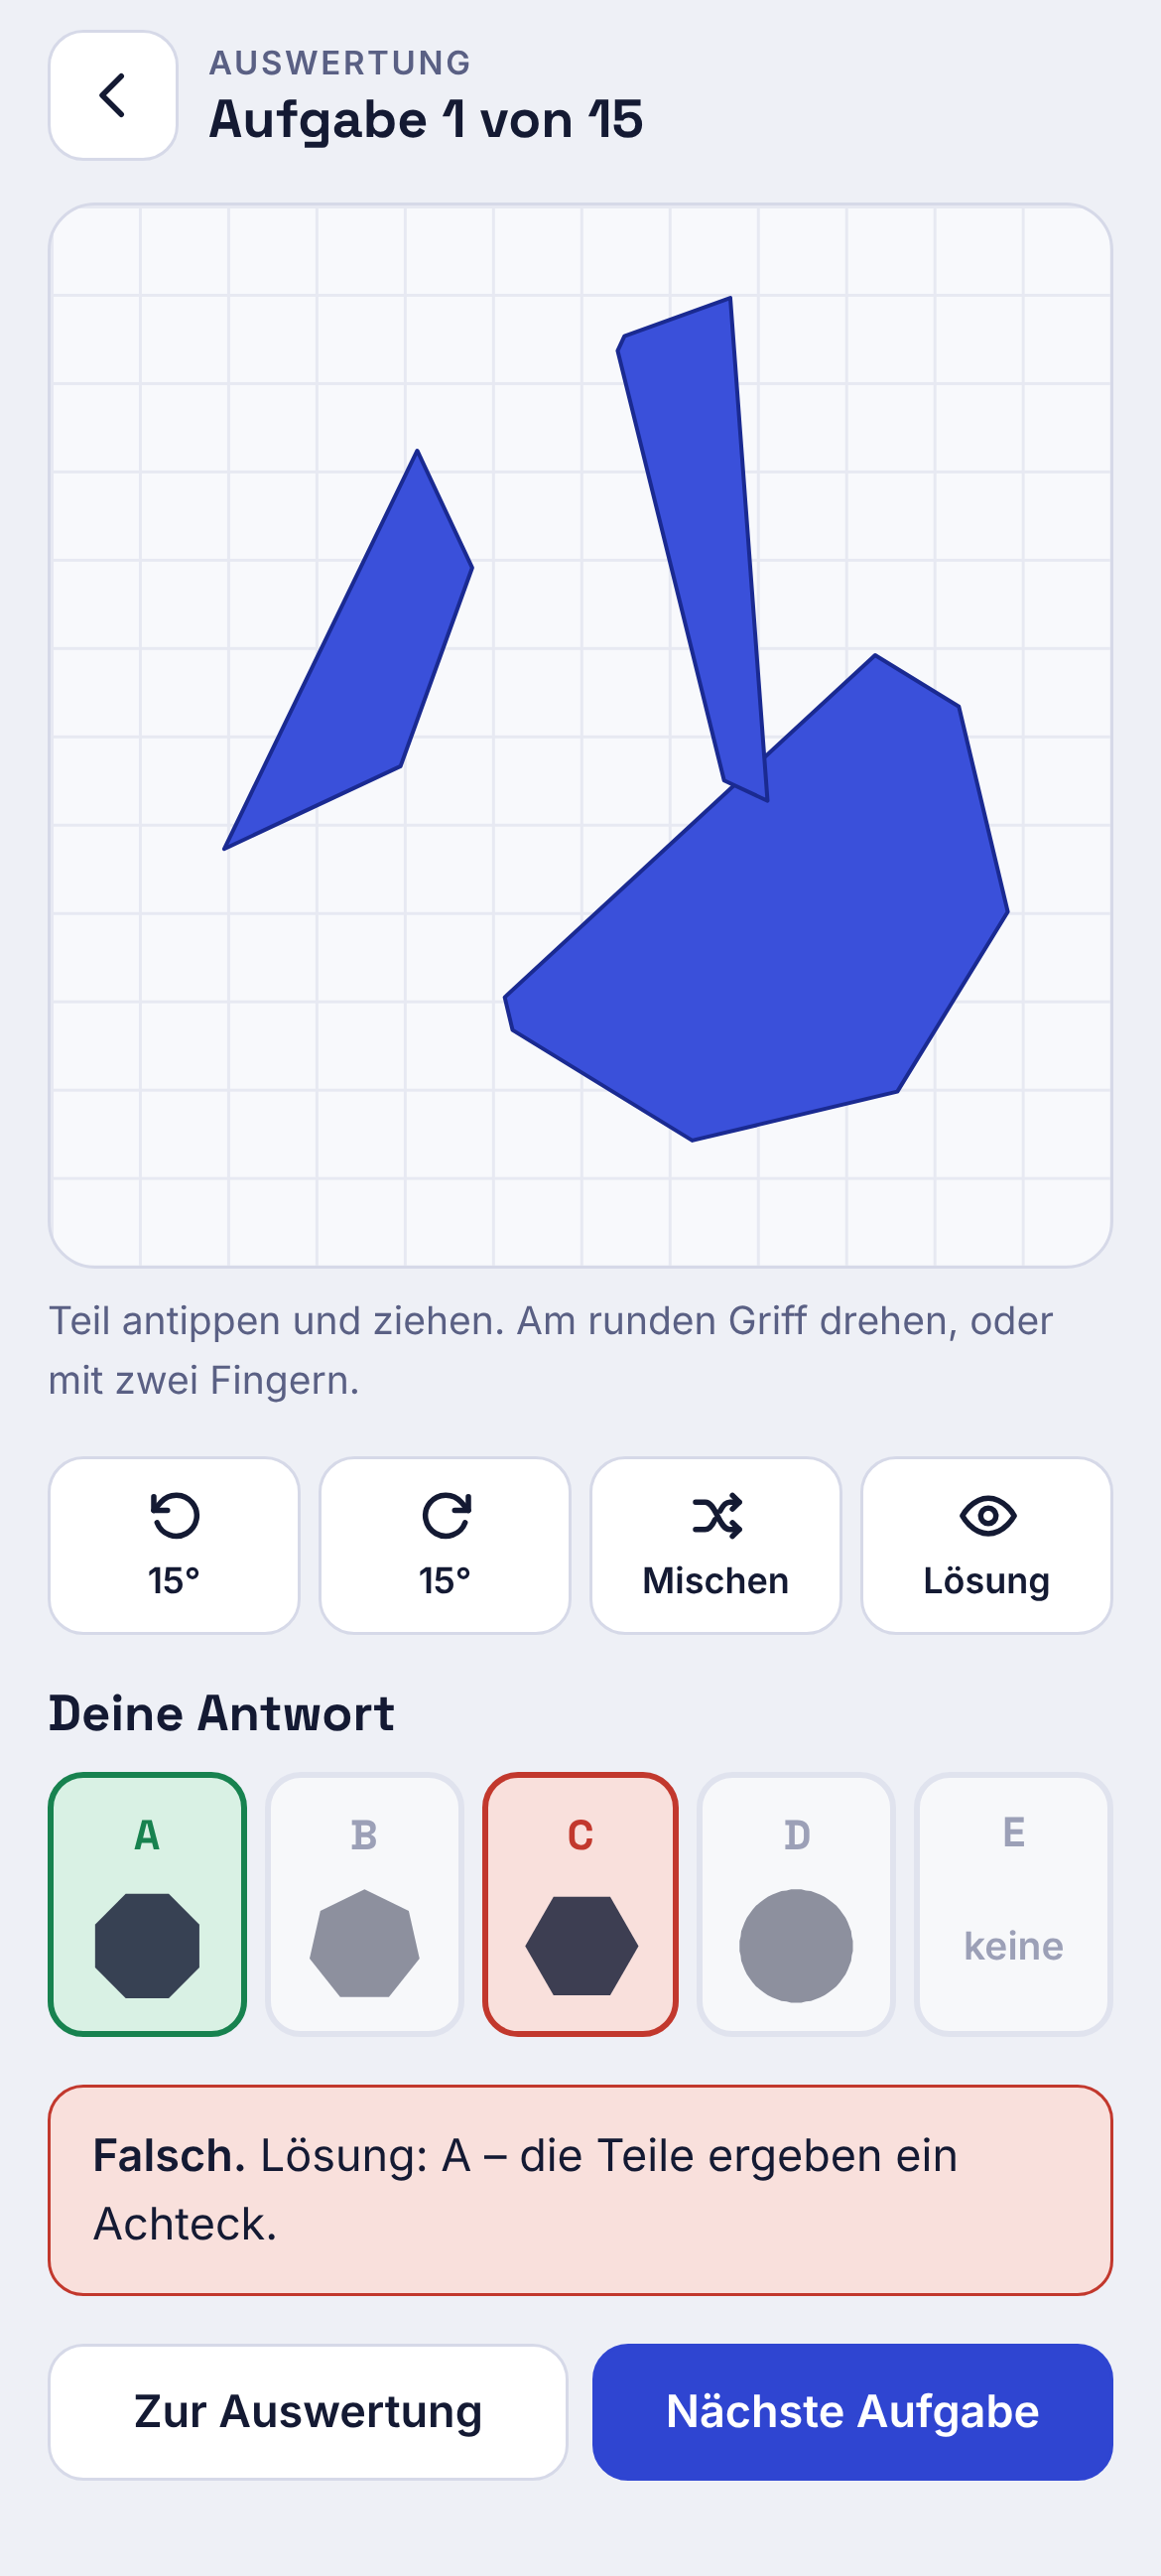 AUSWERTUNG
Aufgabe 1 von 15
Teil antippen und ziehen. Am runden Griff drehen, oder
mit zwei Fingern.
15°
15°
Mischen
Lösung
Deine Antwort
A
B
C
D
E
keine
Falsch. Lösung: A – die Teile ergeben ein
Achteck.
Zur Auswertung
Nächste Aufgabe